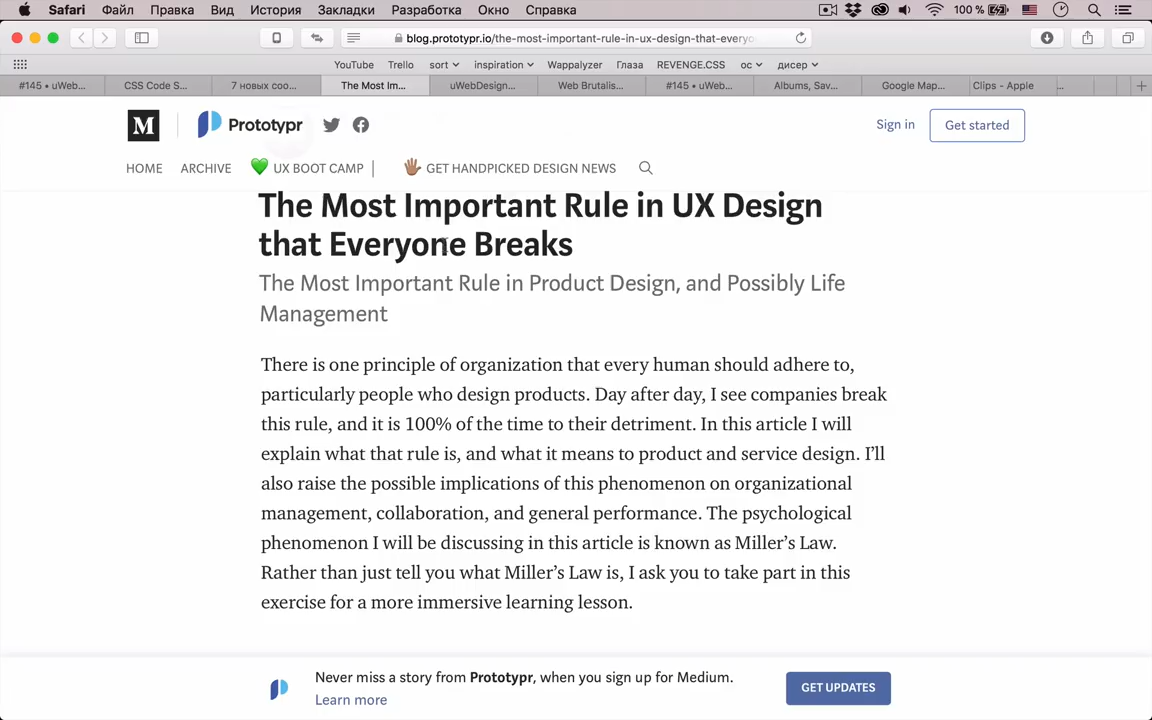 Safari Файл Правка Вид История Закладки Разработка Окно Справка 100 %
blog.prototypr.io/the-most-important-rule-in-ux-design-that-everyo
YouTube Trello sort inspiration Wappalyzer Глаза REVENGE.CSS ос дисер
#145 • uWeb... CSS Code S... 7 новых соо... The Most Im... uWebDesign... Web Brutalis... #145 • uWeb... Albums, Sav... Google Map... Clips - Apple ...
M Prototypr Sign in Get started
HOME ARCHIVE UX BOOT CAMP | GET HANDPICKED DESIGN NEWS
The Most Important Rule in UX Design
that Everyone Breaks
The Most Important Rule in Product Design, and Possibly Life
Management
There is one principle of organization that every human should adhere to,
particularly people who design products. Day after day, I see companies break
this rule, and it is 100% of the time to their detriment. In this article I will
explain what that rule is, and what it means to product and service design. I’ll
also raise the possible implications of this phenomenon on organizational
management, collaboration, and general performance. The psychological
phenomenon I will be discussing in this article is known as Miller’s Law.
Rather than just tell you what Miller’s Law is, I ask you to take part in this
exercise for a more immersive learning lesson.
Never miss a story from Prototypr, when you sign up for Medium.
Learn more
GET UPDATES